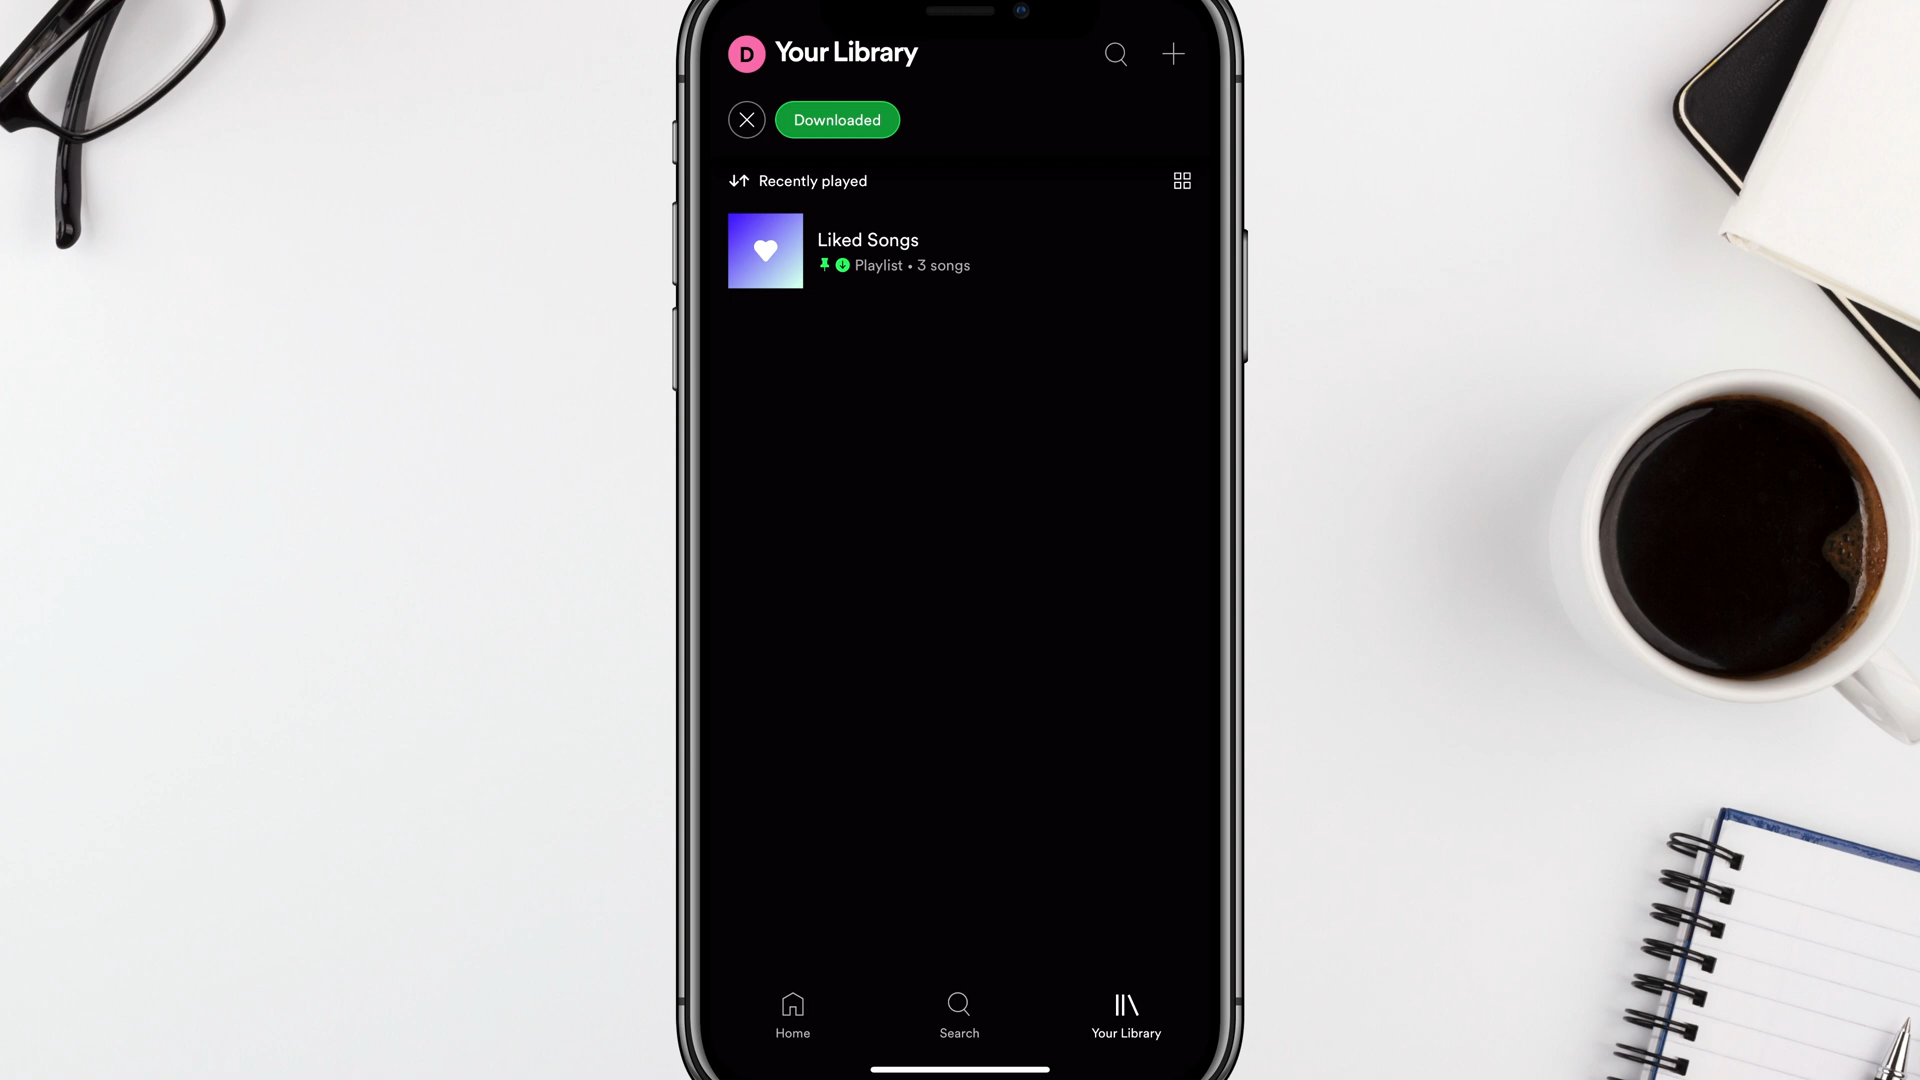 D Your Library
Downloaded
Recently played
Liked Songs
Playlist • 3 songs
Home
Search
Your Library